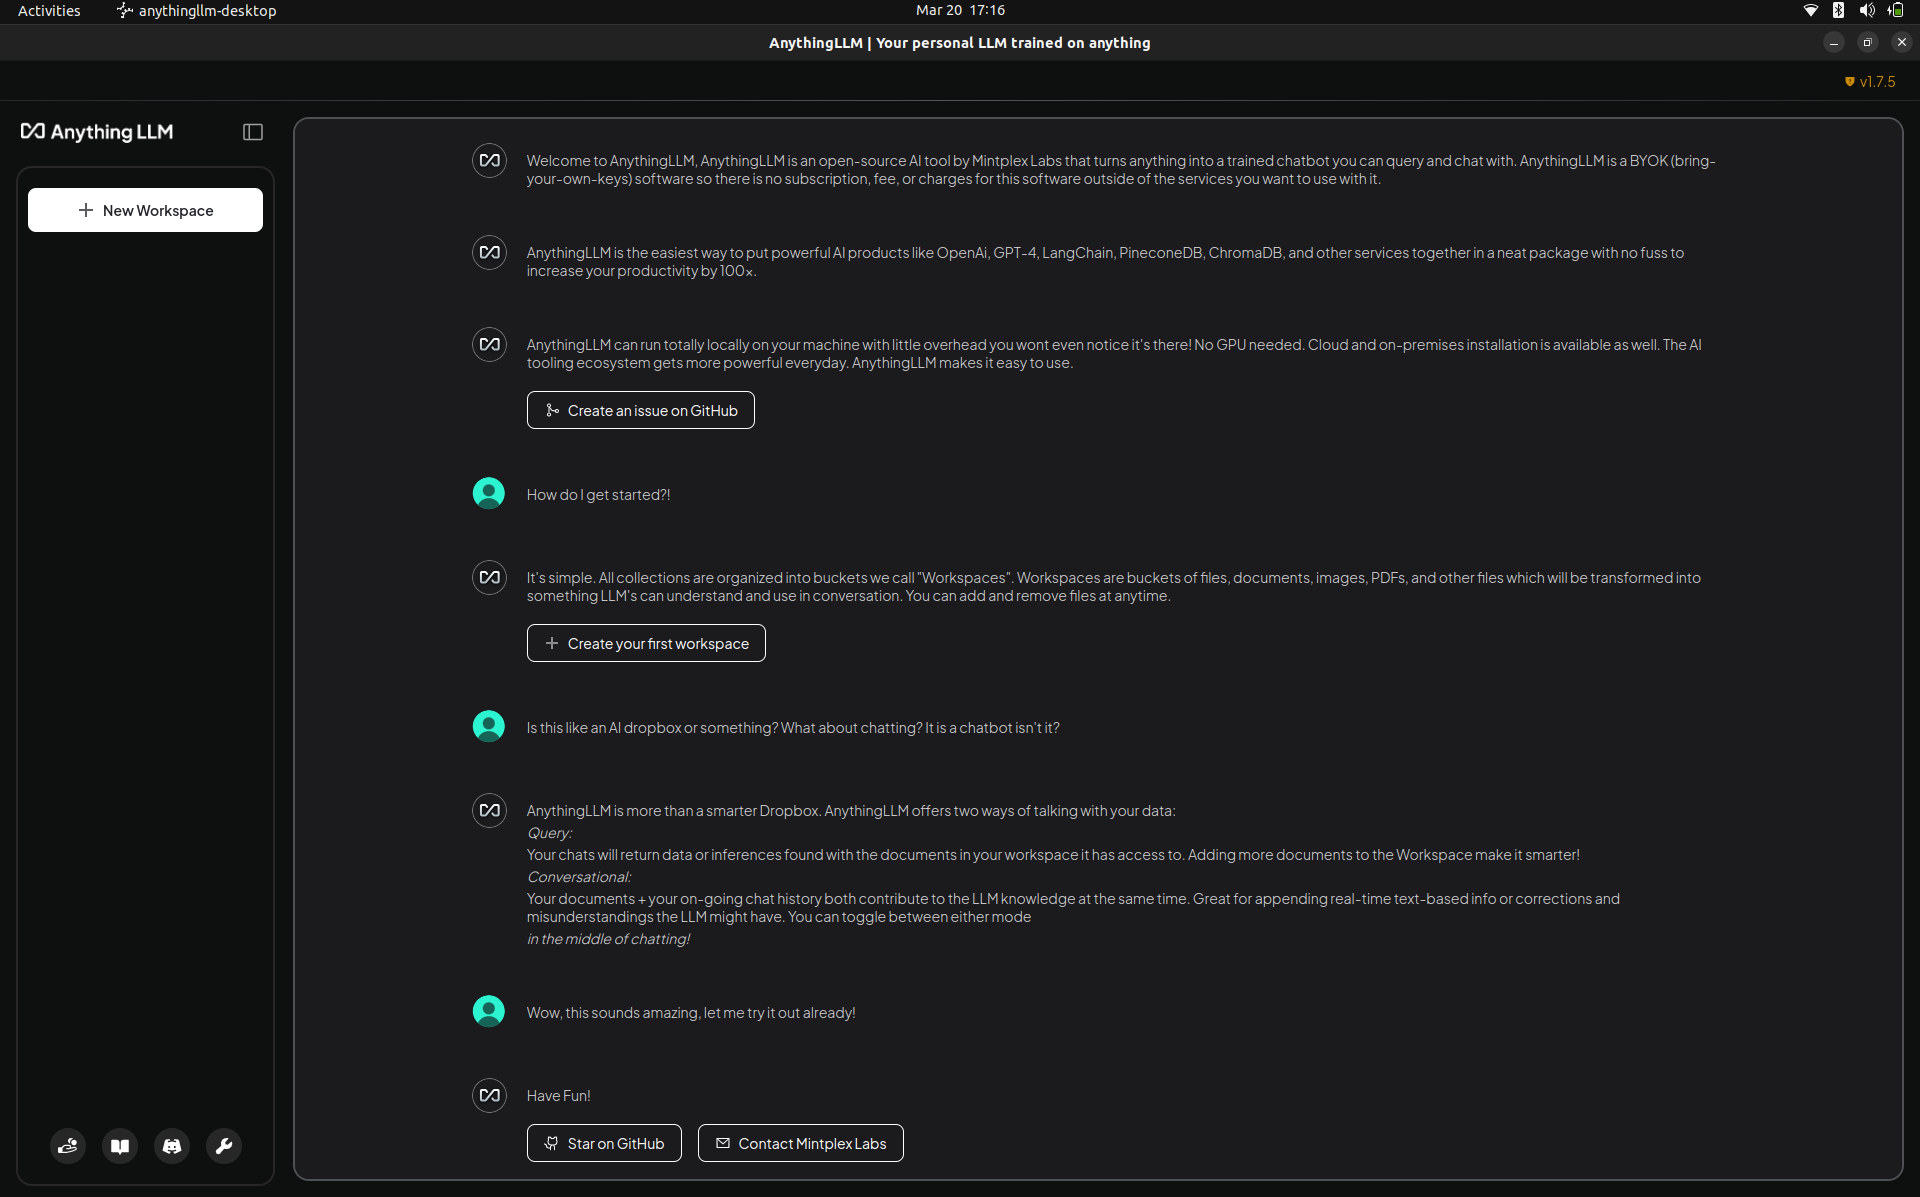 Activities
anythingllm-desktop
Mar 20 17:16
AnythingLLM | Your personal LLM trained on anything
v1.7.5
Anything LLM
New Workspace
Welcome to AnythingLLM, AnythingLLM is an open-source AI tool by Mintplex Labs that turns anything into a trained chatbot you can query and chat with. AnythingLLM is a BYOK (bring-
your-own-keys) software so there is no subscription, fee, or charges for this software outside of the services you want to use with it.
AnythingLLM is the easiest way to put powerful AI products like OpenAi, GPT-4, LangChain, PineconeDB, ChromaDB, and other services together in a neat package with no fuss to
increase your productivity by 100x.
AnythingLLM can run totally locally on your machine with little overhead you wont even notice it's there! No GPU needed. Cloud and on-premises installation is available as well. The AI
tooling ecosystem gets more powerful everyday. AnythingLLM makes it easy to use.
Create an issue on GitHub
How do I get started?!
It's simple. All collections are organized into buckets we call "Workspaces". Workspaces are buckets of files, documents, images, PDFs, and other files which will be transformed into
something LLM's can understand and use in conversation. You can add and remove files at anytime.
Create your first workspace
Is this like an AI dropbox or something? What about chatting? It is a chatbot isn't it?
AnythingLLM is more than a smarter Dropbox. AnythingLLM offers two ways of talking with your data:
Query:
Your chats will return data or inferences found with the documents in your workspace it has access to. Adding more documents to the Workspace make it smarter!
Conversational:
Your documents + your on-going chat history both contribute to the LLM knowledge at the same time. Great for appending real-time text-based info or corrections and
misunderstandings the LLM might have. You can toggle between either mode
in the middle of chatting!
Wow, this sounds amazing, let me try it out already!
Have Fun!
Star on GitHub
Contact Mintplex Labs